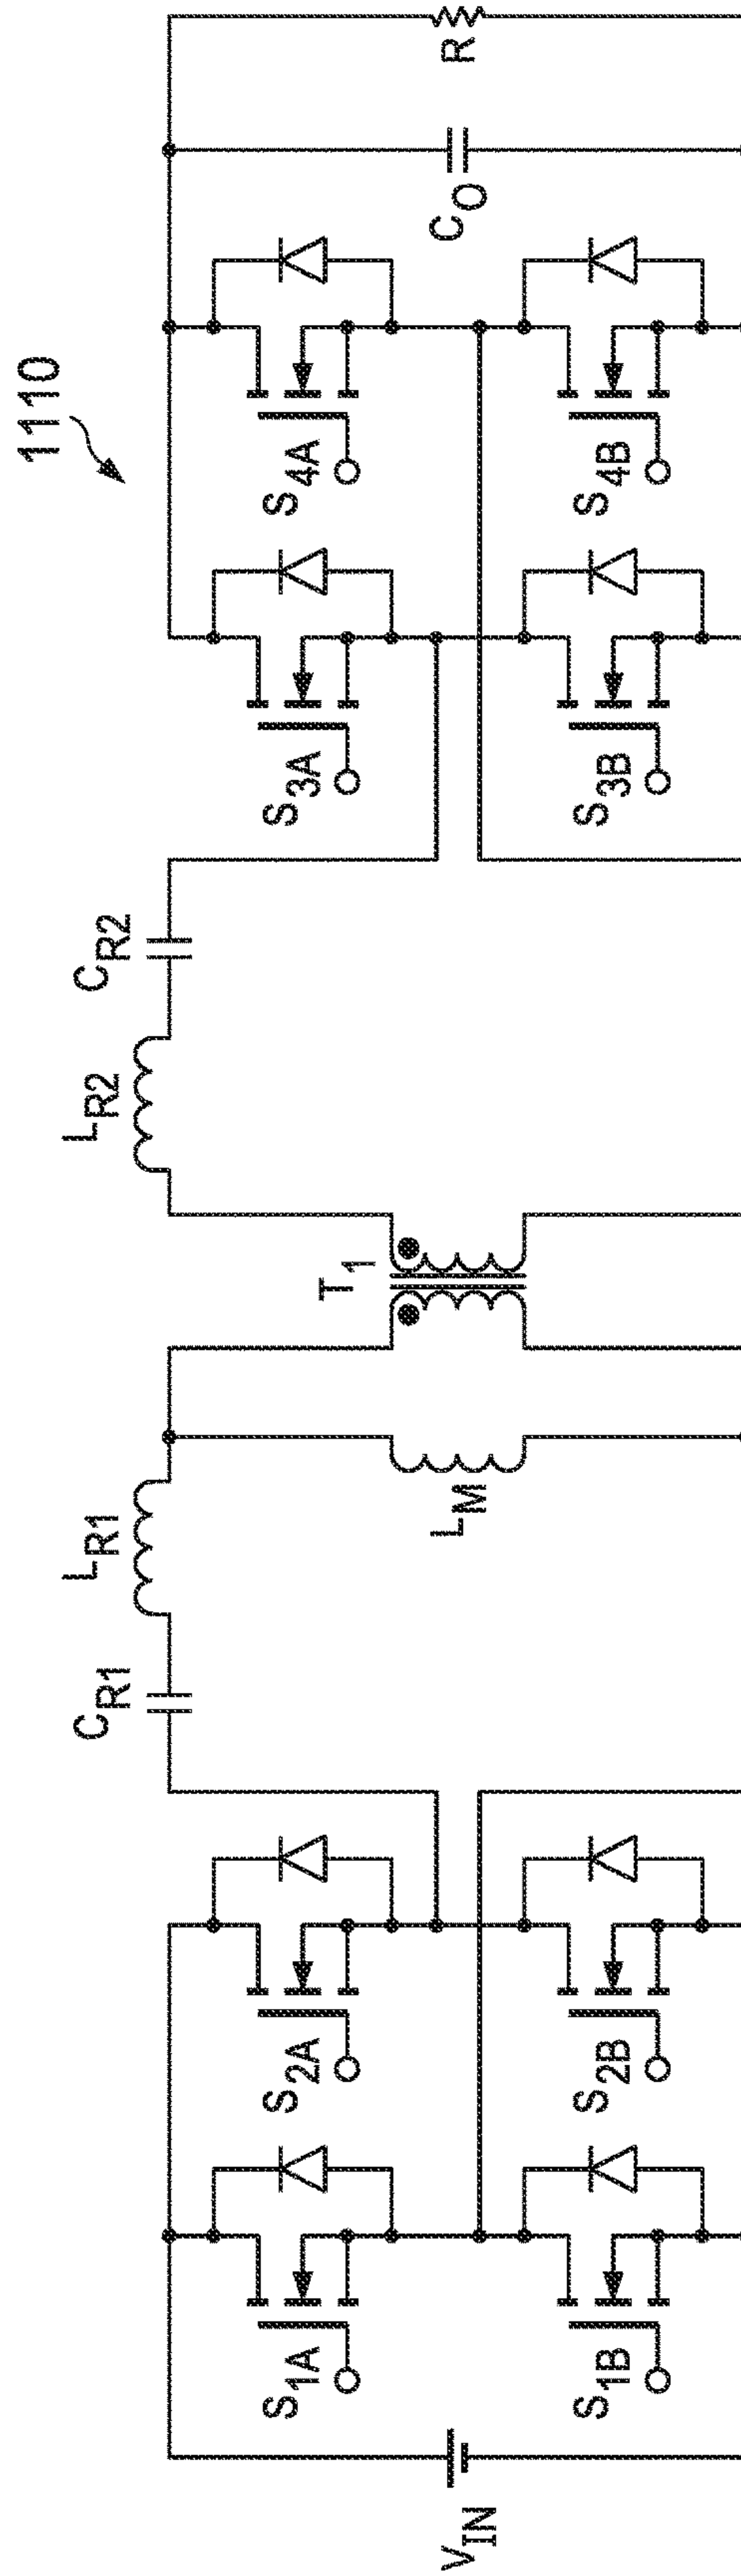 1110
V_IN
S_1A
S_1B
S_2A
S_2B
C_R1
L_R1
L_M
T_1
L_R2
C_R2
S_3A
S_3B
S_4A
S_4B
C_O
R